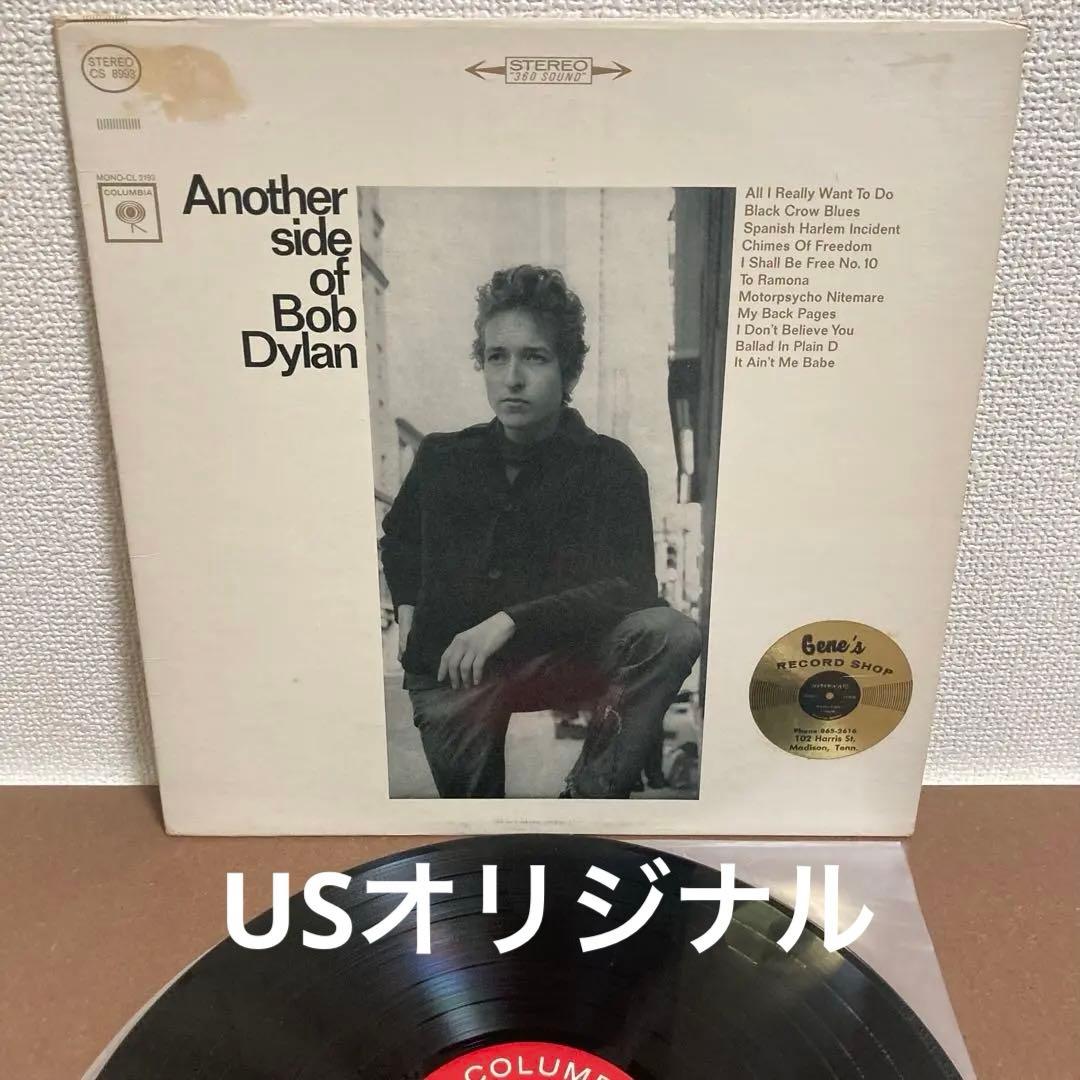 STEREO
CS 8993
STEREO
"360 SOUND"
MONO-CL 2193
COLUMBIA
Another
side
of
Bob
Dylan
All I Really Want To Do
Black Crow Blues
Spanish Harlem Incident
Chimes Of Freedom
I Shall Be Free No. 10
To Ramona
Motorpsycho Nitemare
My Back Pages
I Don't Believe You
Ballad In Plain D
It Ain't Me Babe
Gene's
RECORD SHOP
Phone 865-2616
102 Harris St.
Madison, Tenn.
USオリジナル